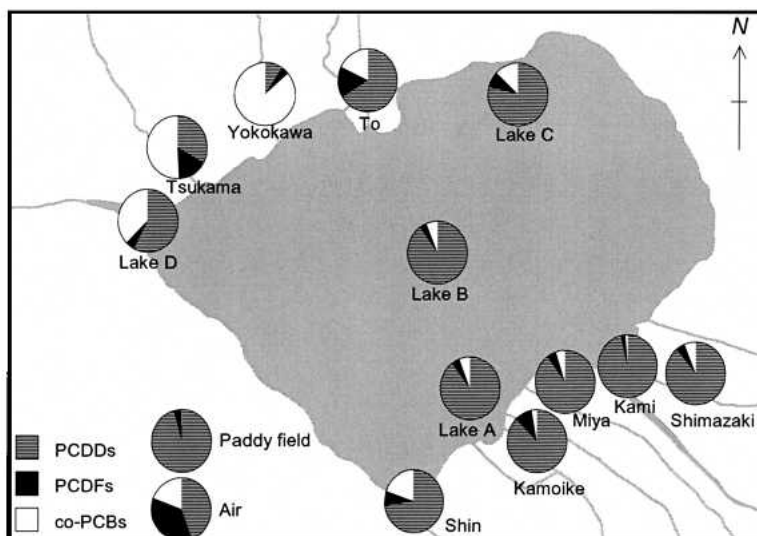 N
Yokokawa
To
Lake C
Tsukama
Lake D
Lake B
Lake A
Miya
Kami
Shimazaki
Kamoike
Shin
PCDDs
PCDFs
co-PCBs
Paddy field
Air